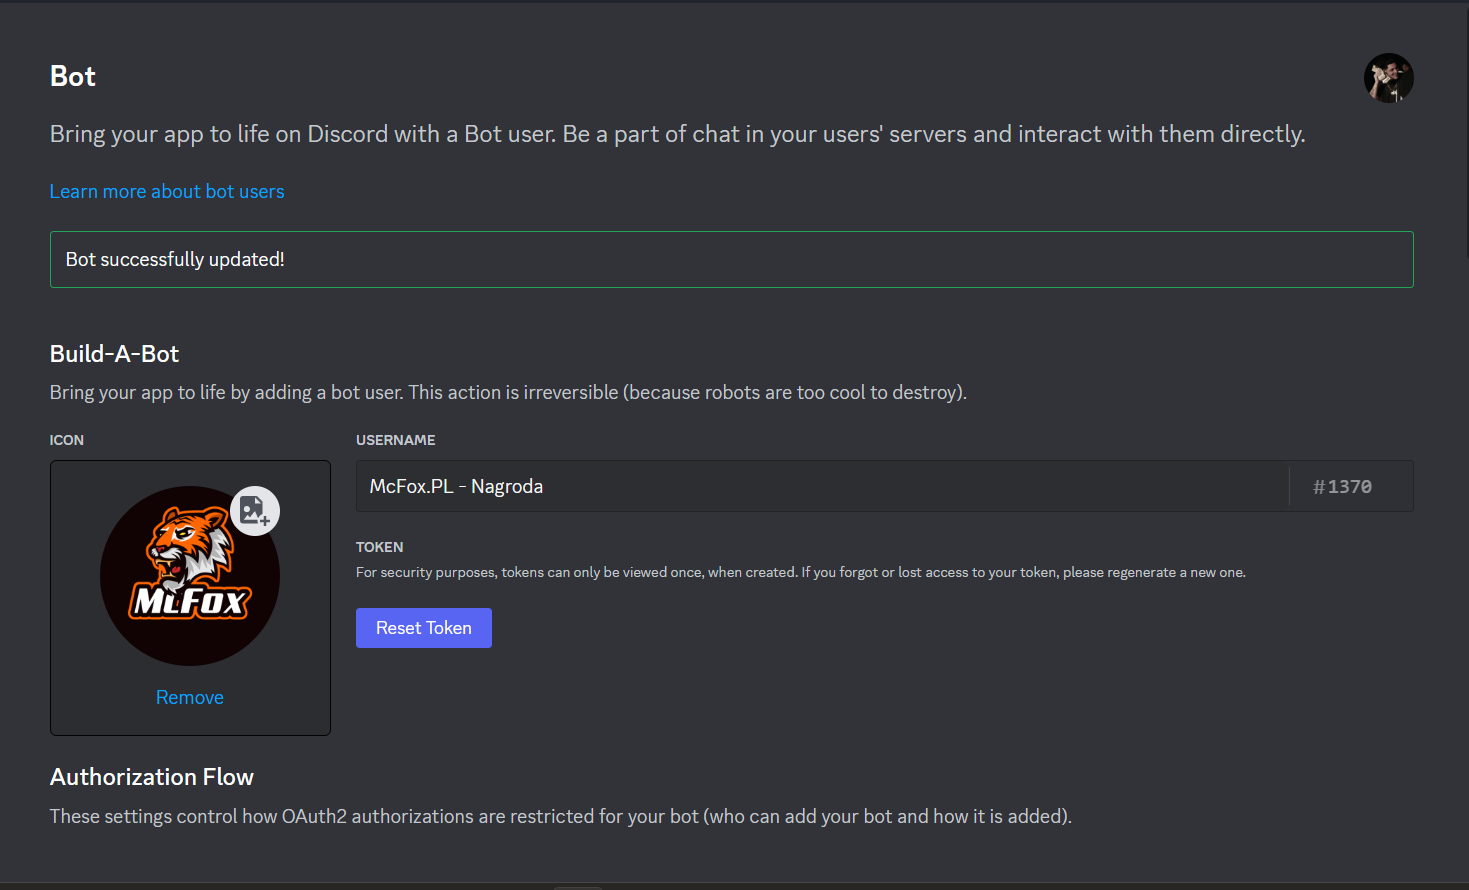 Bot
Bring your app to life on Discord with a Bot user. Be a part of chat in your users' servers and interact with them directly.
Learn more about bot users
Bot successfully updated!
Build-A-Bot
Bring your app to life by adding a bot user. This action is irreversible (because robots are too cool to destroy).
ICON
USERNAME
McFox.PL - Nagroda
#1370
TOKEN
For security purposes, tokens can only be viewed once, when created. If you forgot or lost access to your token, please regenerate a new one.
Reset Token
McFox
Remove
Authorization Flow
These settings control how OAuth2 authorizations are restricted for your bot (who can add your bot and how it is added).